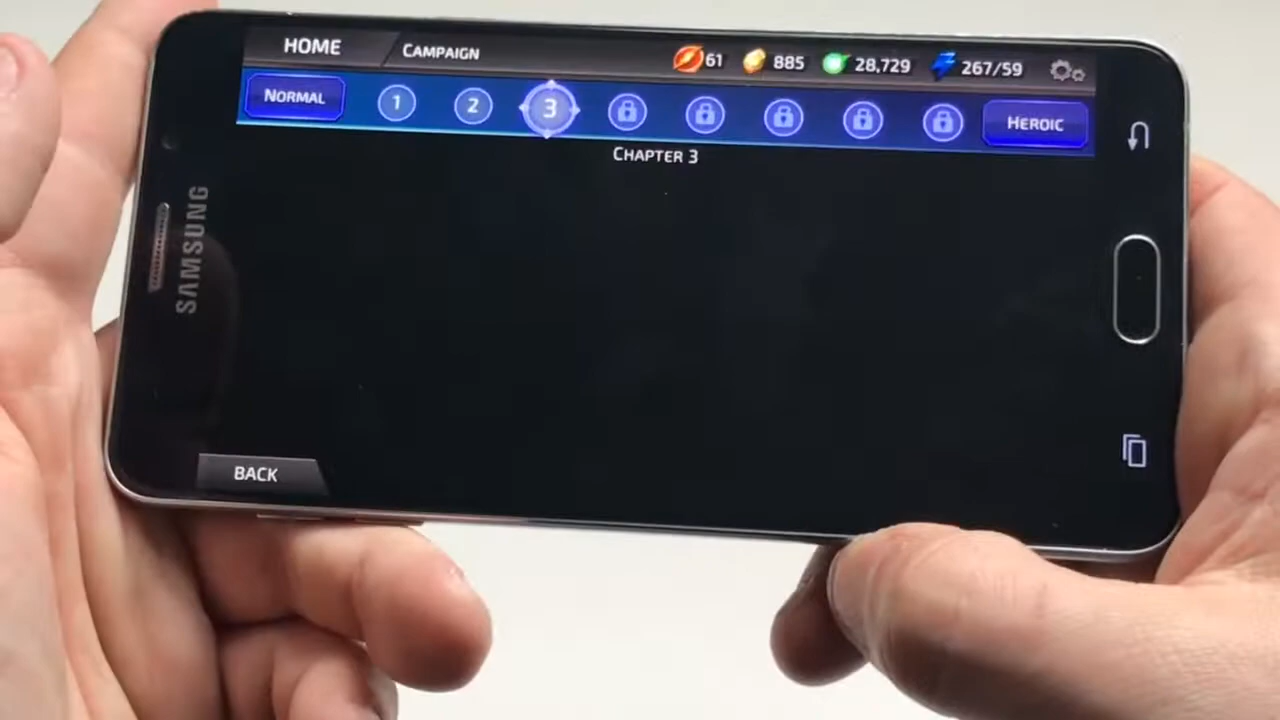 HOME
CAMPAIGN
61
885
28,729
267/59
NORMAL
1
2
3
HEROIC
CHAPTER 3
SAMSUNG
BACK